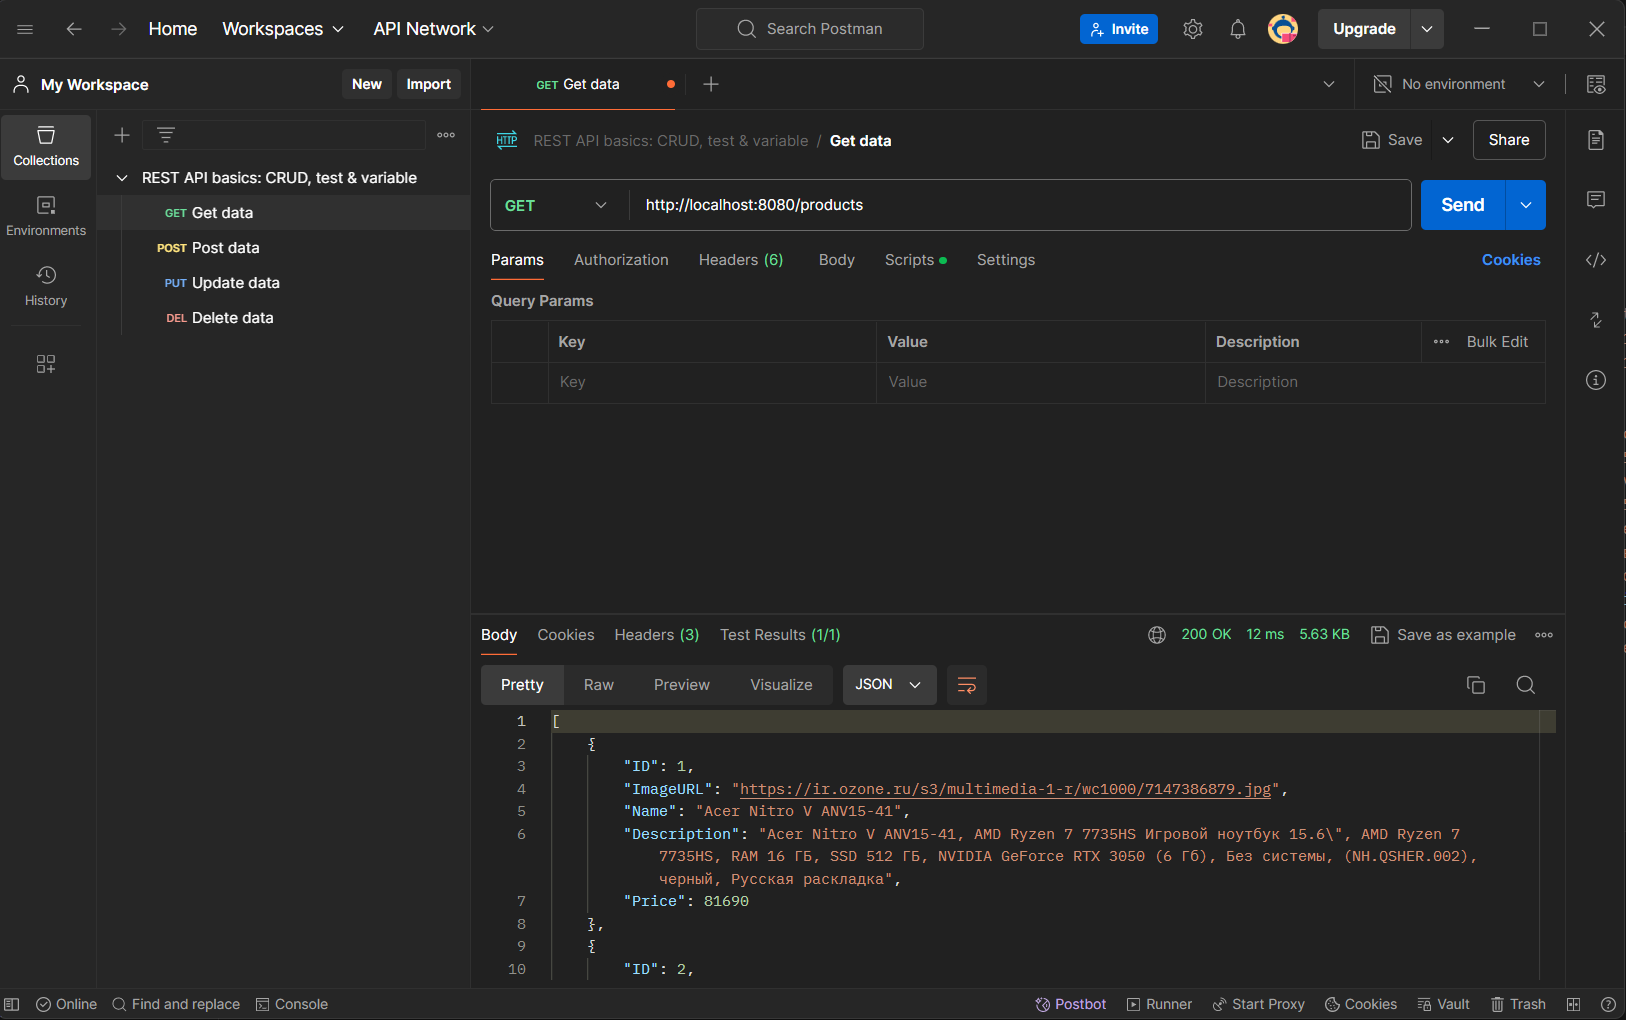 Home Workspaces API Network Search Postman Invite Upgrade
My Workspace New Import GET Get data No environment
Collections
Environments
History
REST API basics: CRUD, test & variable
GET Get data
POST Post data
PUT Update data
DEL Delete data
HTTP REST API basics: CRUD, test & variable / Get data Save Share
GET http://localhost:8080/products Send
Params Authorization Headers (6) Body Scripts Settings Cookies
Query Params
Key Value Description Bulk Edit
Key Value Description
Body Cookies Headers (3) Test Results (1/1) 200 OK 12 ms 5.63 KB Save as example
Pretty Raw Preview Visualize JSON
1 [
2 {
3 "ID": 1,
4 "ImageURL": "https://ir.ozone.ru/s3/multimedia-1-r/wc1000/7147386879.jpg",
5 "Name": "Acer Nitro V ANV15-41",
6 "Description": "Acer Nitro V ANV15-41, AMD Ryzen 7 7735HS Игровой ноутбук 15.6\", AMD Ryzen 7
7735HS, RAM 16 ГБ, SSD 512 ГБ, NVIDIA GeForce RTX 3050 (6 Гб), Без системы, (NH.QSHER.002),
черный, Русская раскладка",
7 "Price": 81690
8 },
9 {
10 "ID": 2,
Online Find and replace Console Postbot Runner Start Proxy Cookies Vault Trash